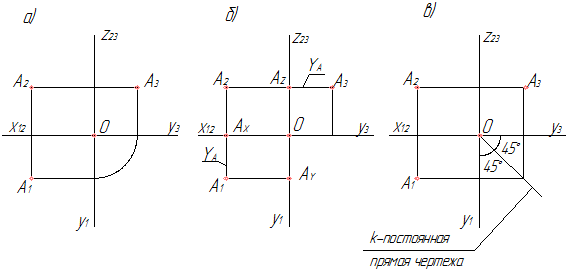 а)
z23
A2
A3
x12
O
y3
A1
y1
б)
z23
A2
Az
YA
A3
x12
Ax
O
y3
YA
A1
AY
y1
в)
z23
A2
A3
x12
O
y3
45°
45°
A1
y1
k-постоянная
прямая чертежа